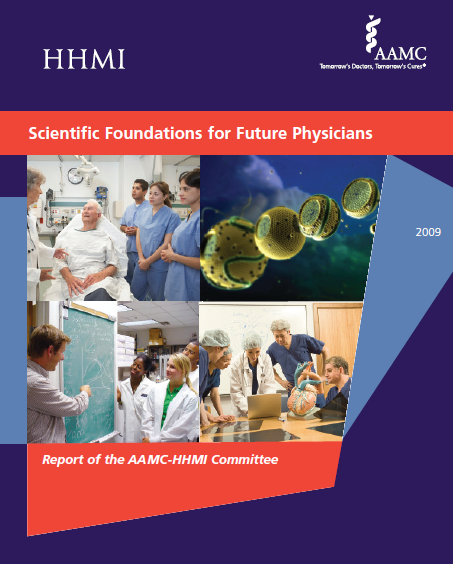 HHMI
AAMC
Tomorrow's Doctors, Tomorrow's Cures®
Scientific Foundations for Future Physicians
2009
Report of the AAMC-HHMI Committee